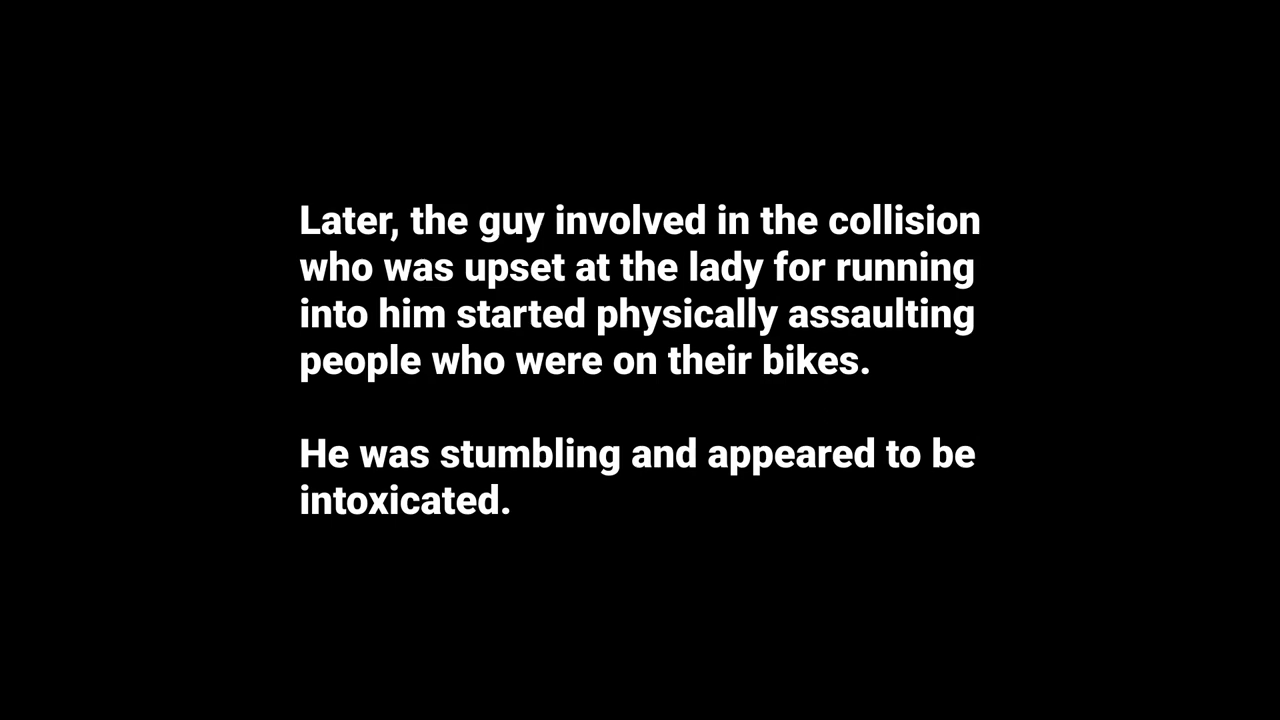 Later, the guy involved in the collision
who was upset at the lady for running
into him started physically assaulting
people who were on their bikes.
He was stumbling and appeared to be
intoxicated.